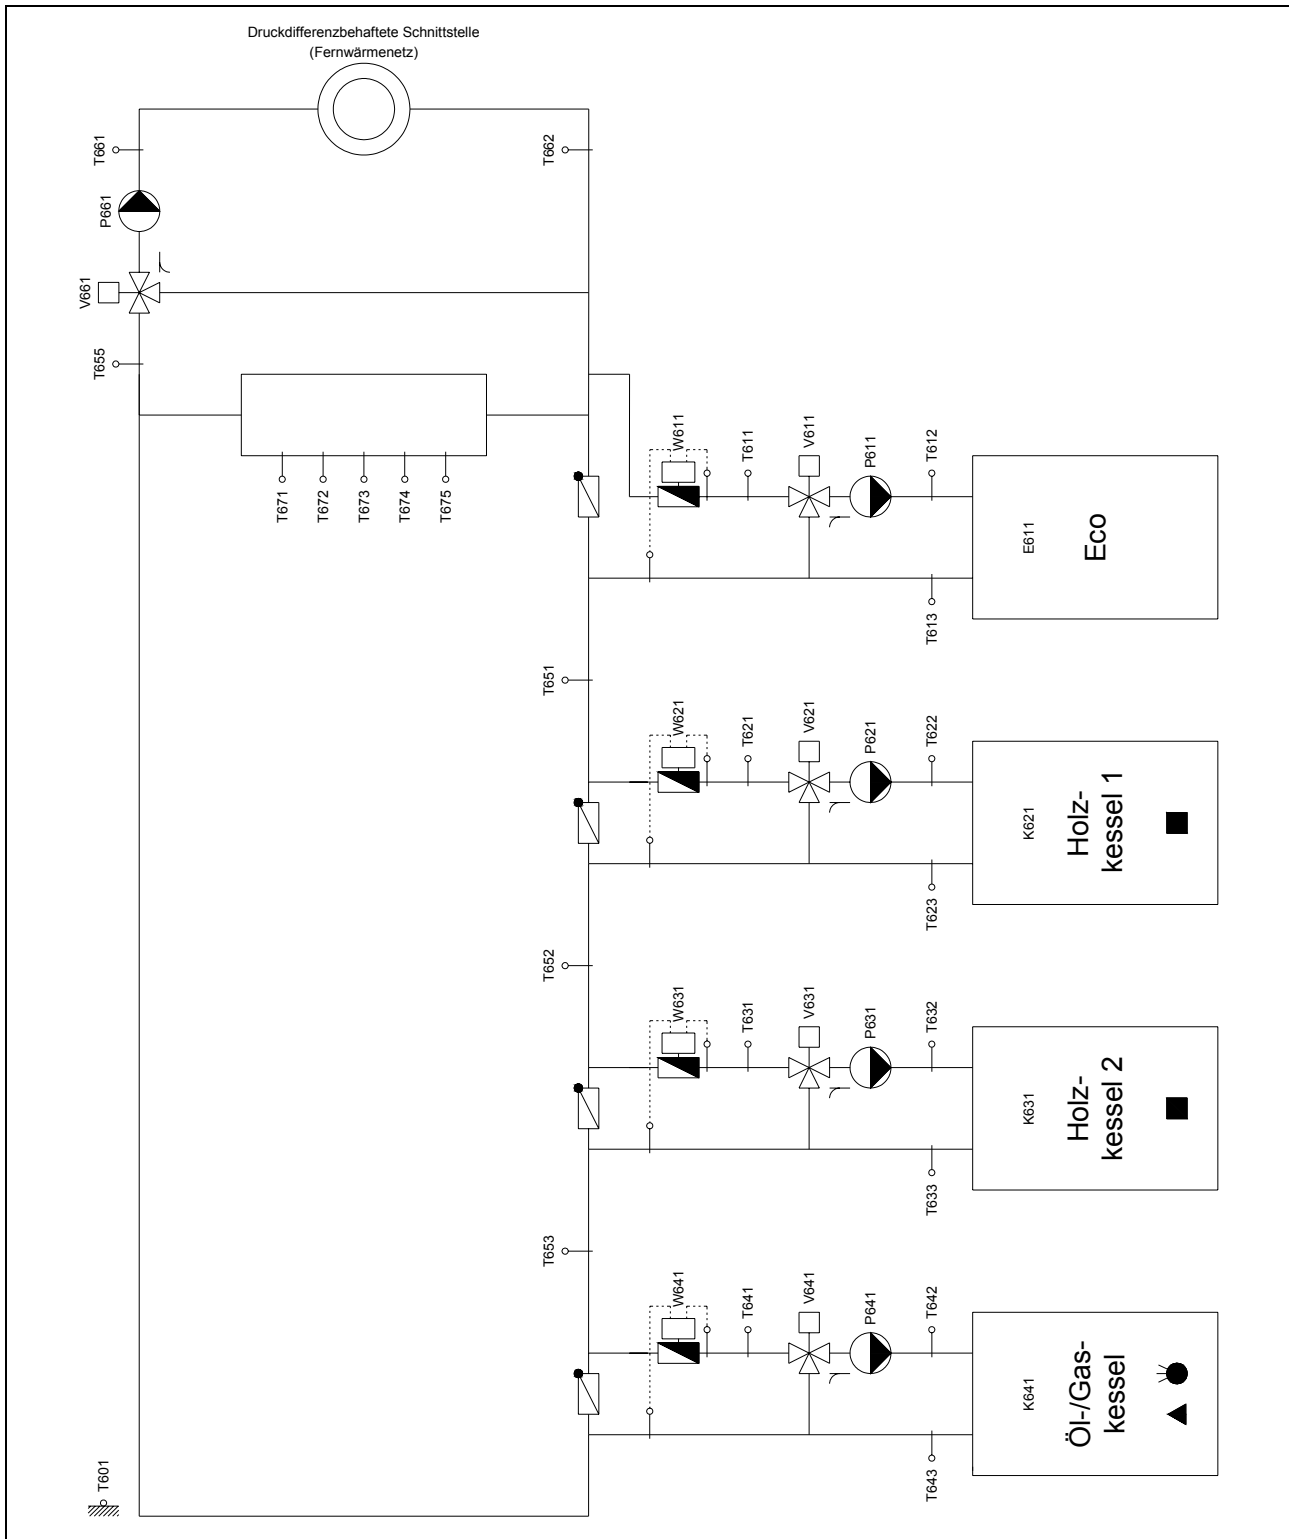 Druckdifferenzbehaftete Schnittstelle
(Fernwärmenetz)
T661
T662
P661
V661
T655
T671
T672
T673
T674
T675
W611
T611
V611
P611
T612
E611
Eco
T613
T651
W621
T621
V621
P621
T622
K621
Holz-
kessel 1
T623
T652
W631
T631
V631
P631
T632
K631
Holz-
kessel 2
T633
T653
W641
T641
V641
P641
T642
K641
Öl-/Gas-
kessel
T643
T601